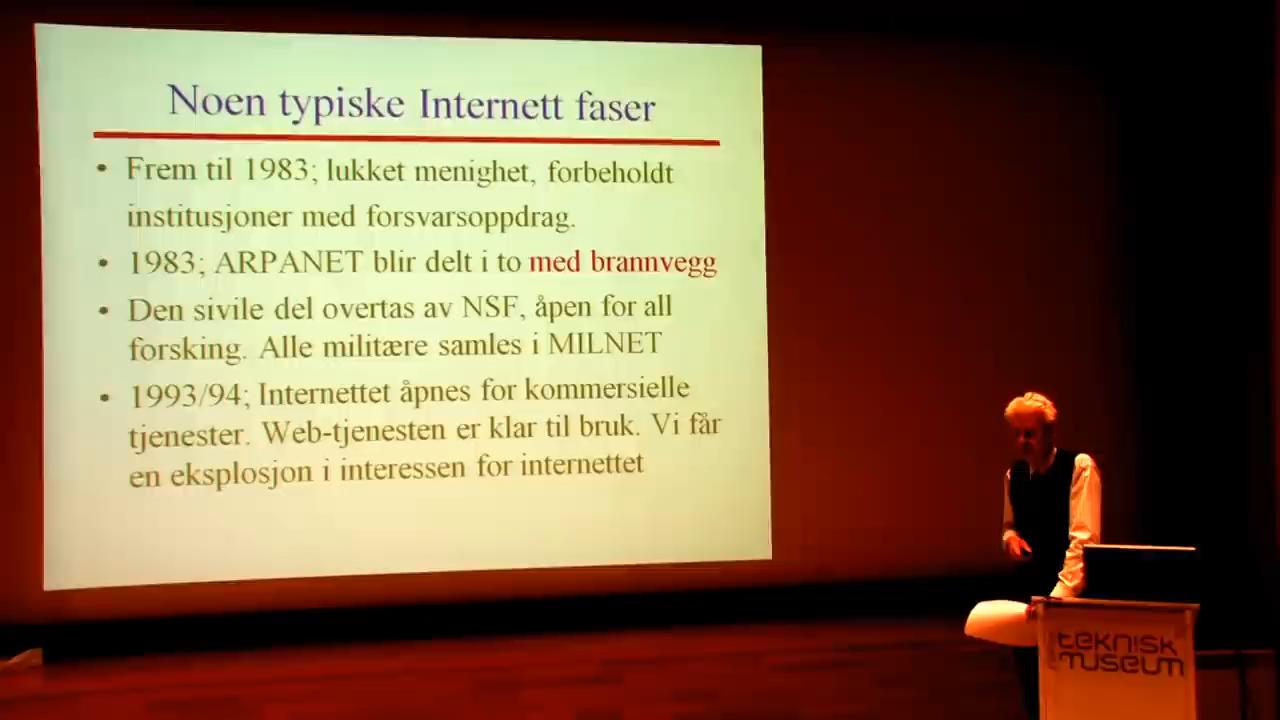 Noen typiske Internett faser
• Frem til 1983; lukket menighet, forbeholdt
institusjoner med forsvarsoppdrag.
• 1983; ARPANET blir delt i to med brannvegg
• Den sivile del overtas av NSF, åpen for all
forsking. Alle militære samles i MILNET
• 1993/94; Internettet åpnes for kommersielle
tjenester. Web-tjenesten er klar til bruk. Vi får
en eksplosjon i interessen for internettet
teknisk
museum